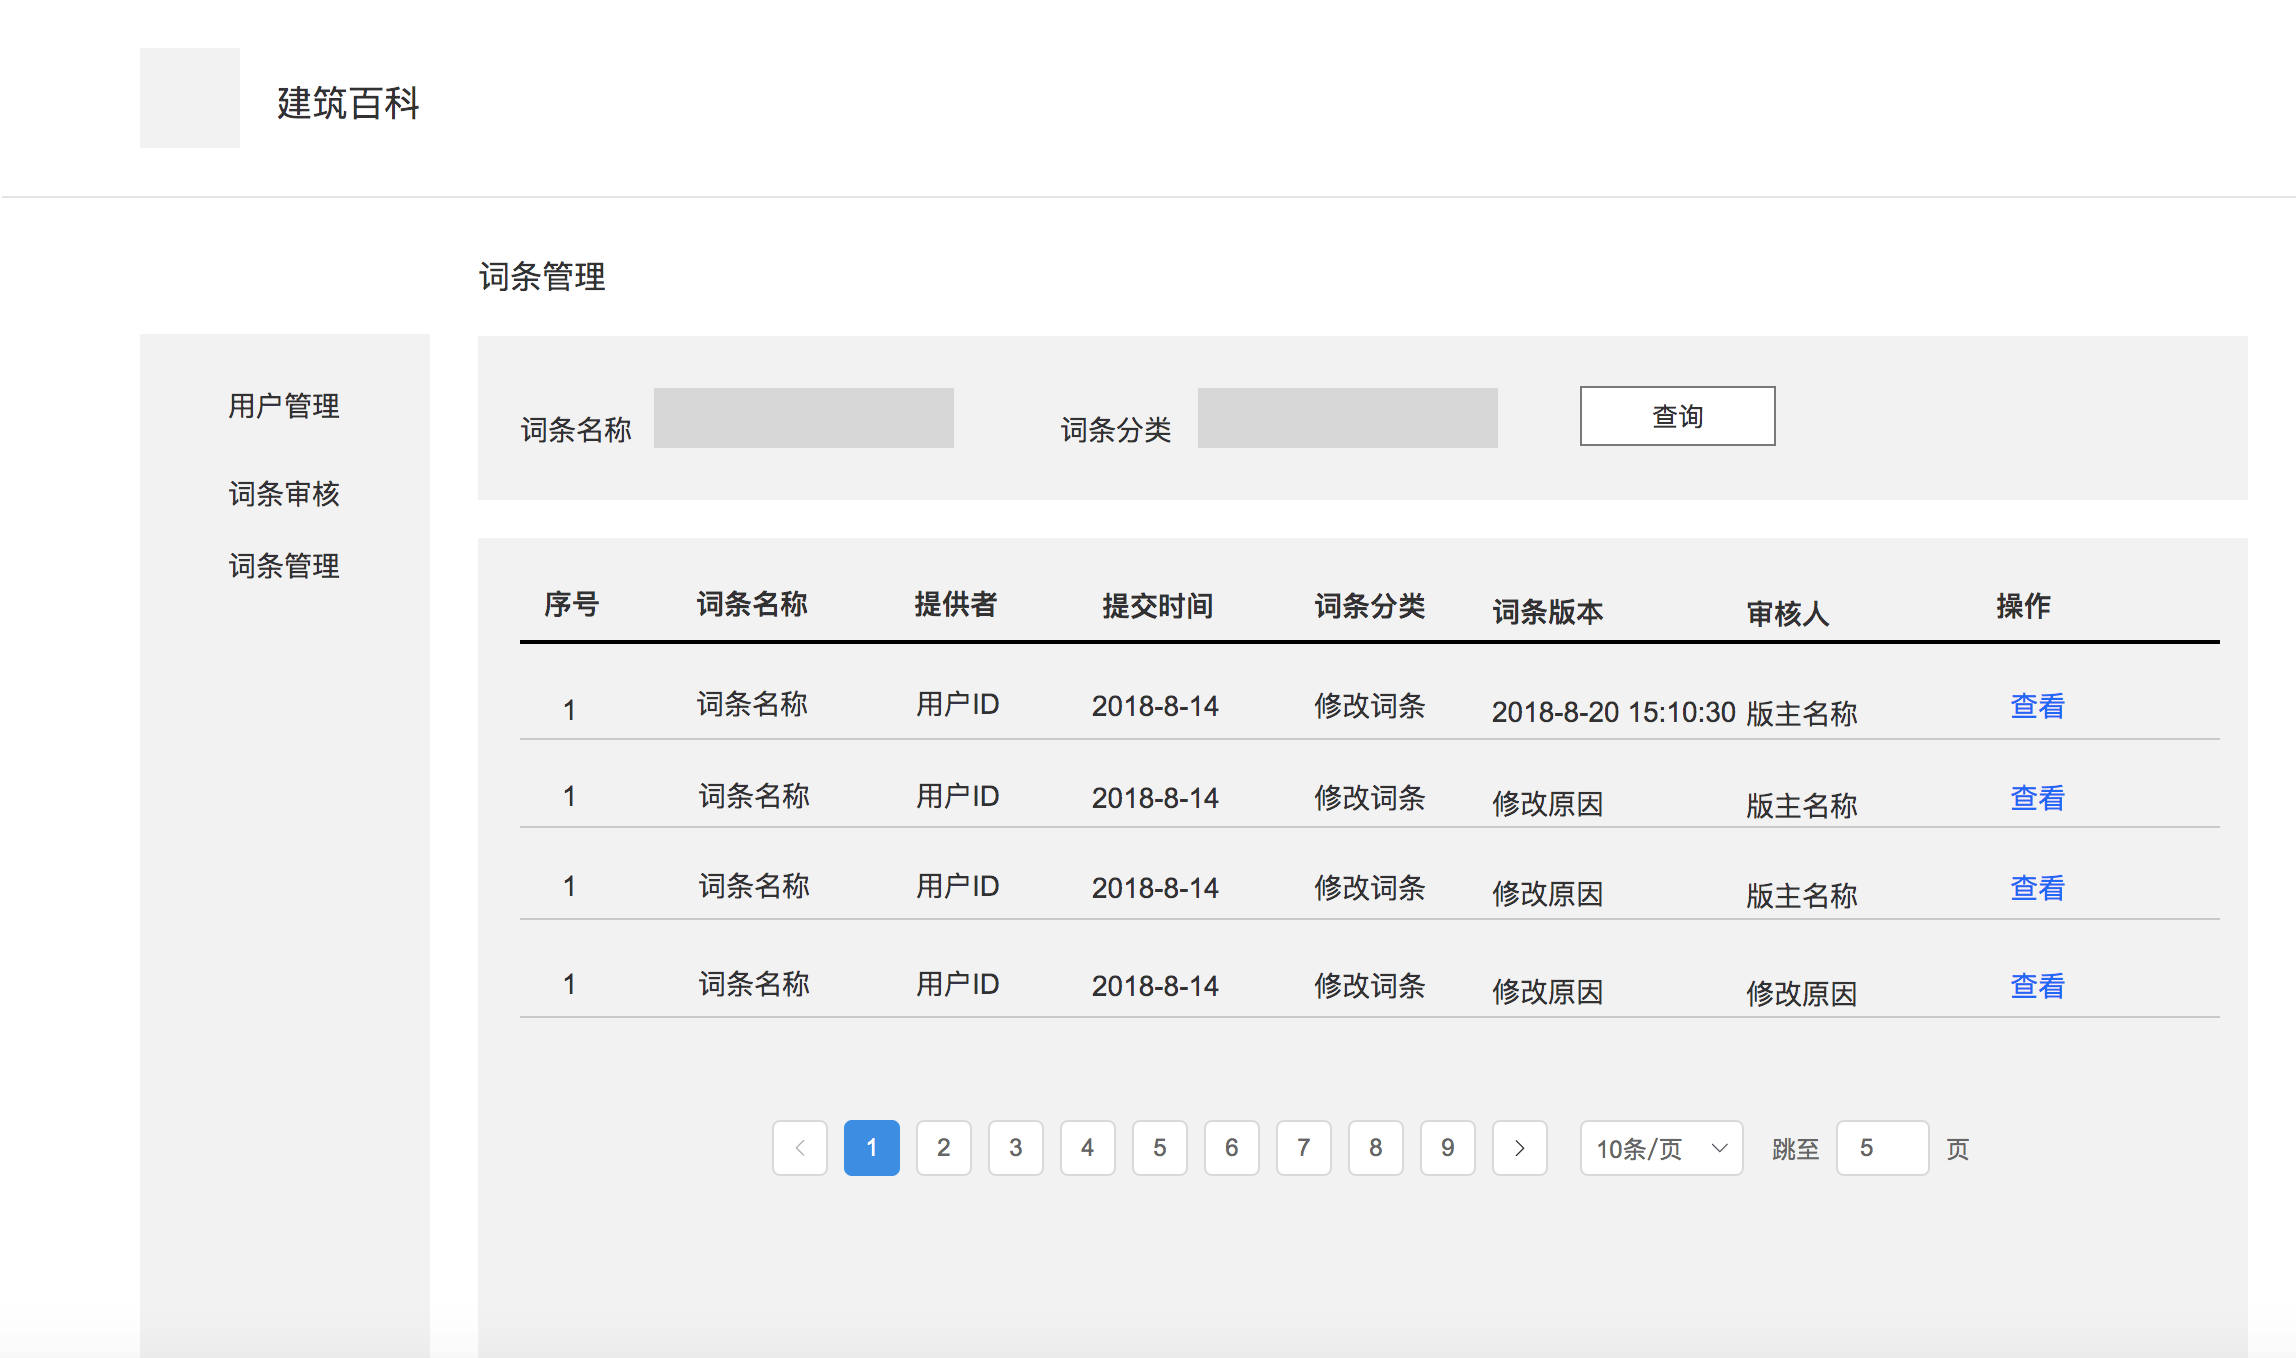 建筑百科
词条管理
用户管理
词条审核
词条管理
词条名称 词条分类 查询
序号 词条名称 提供者 提交时间 词条分类 词条版本 审核人 操作
1 词条名称 用户ID 2018-8-14 修改词条 2018-8-20 15:10:30 版主名称 查看
1 词条名称 用户ID 2018-8-14 修改词条 修改原因 版主名称 查看
1 词条名称 用户ID 2018-8-14 修改词条 修改原因 版主名称 查看
1 词条名称 用户ID 2018-8-14 修改词条 修改原因 修改原因 查看
1 2 3 4 5 6 7 8 9 10条/页 跳至 5 页